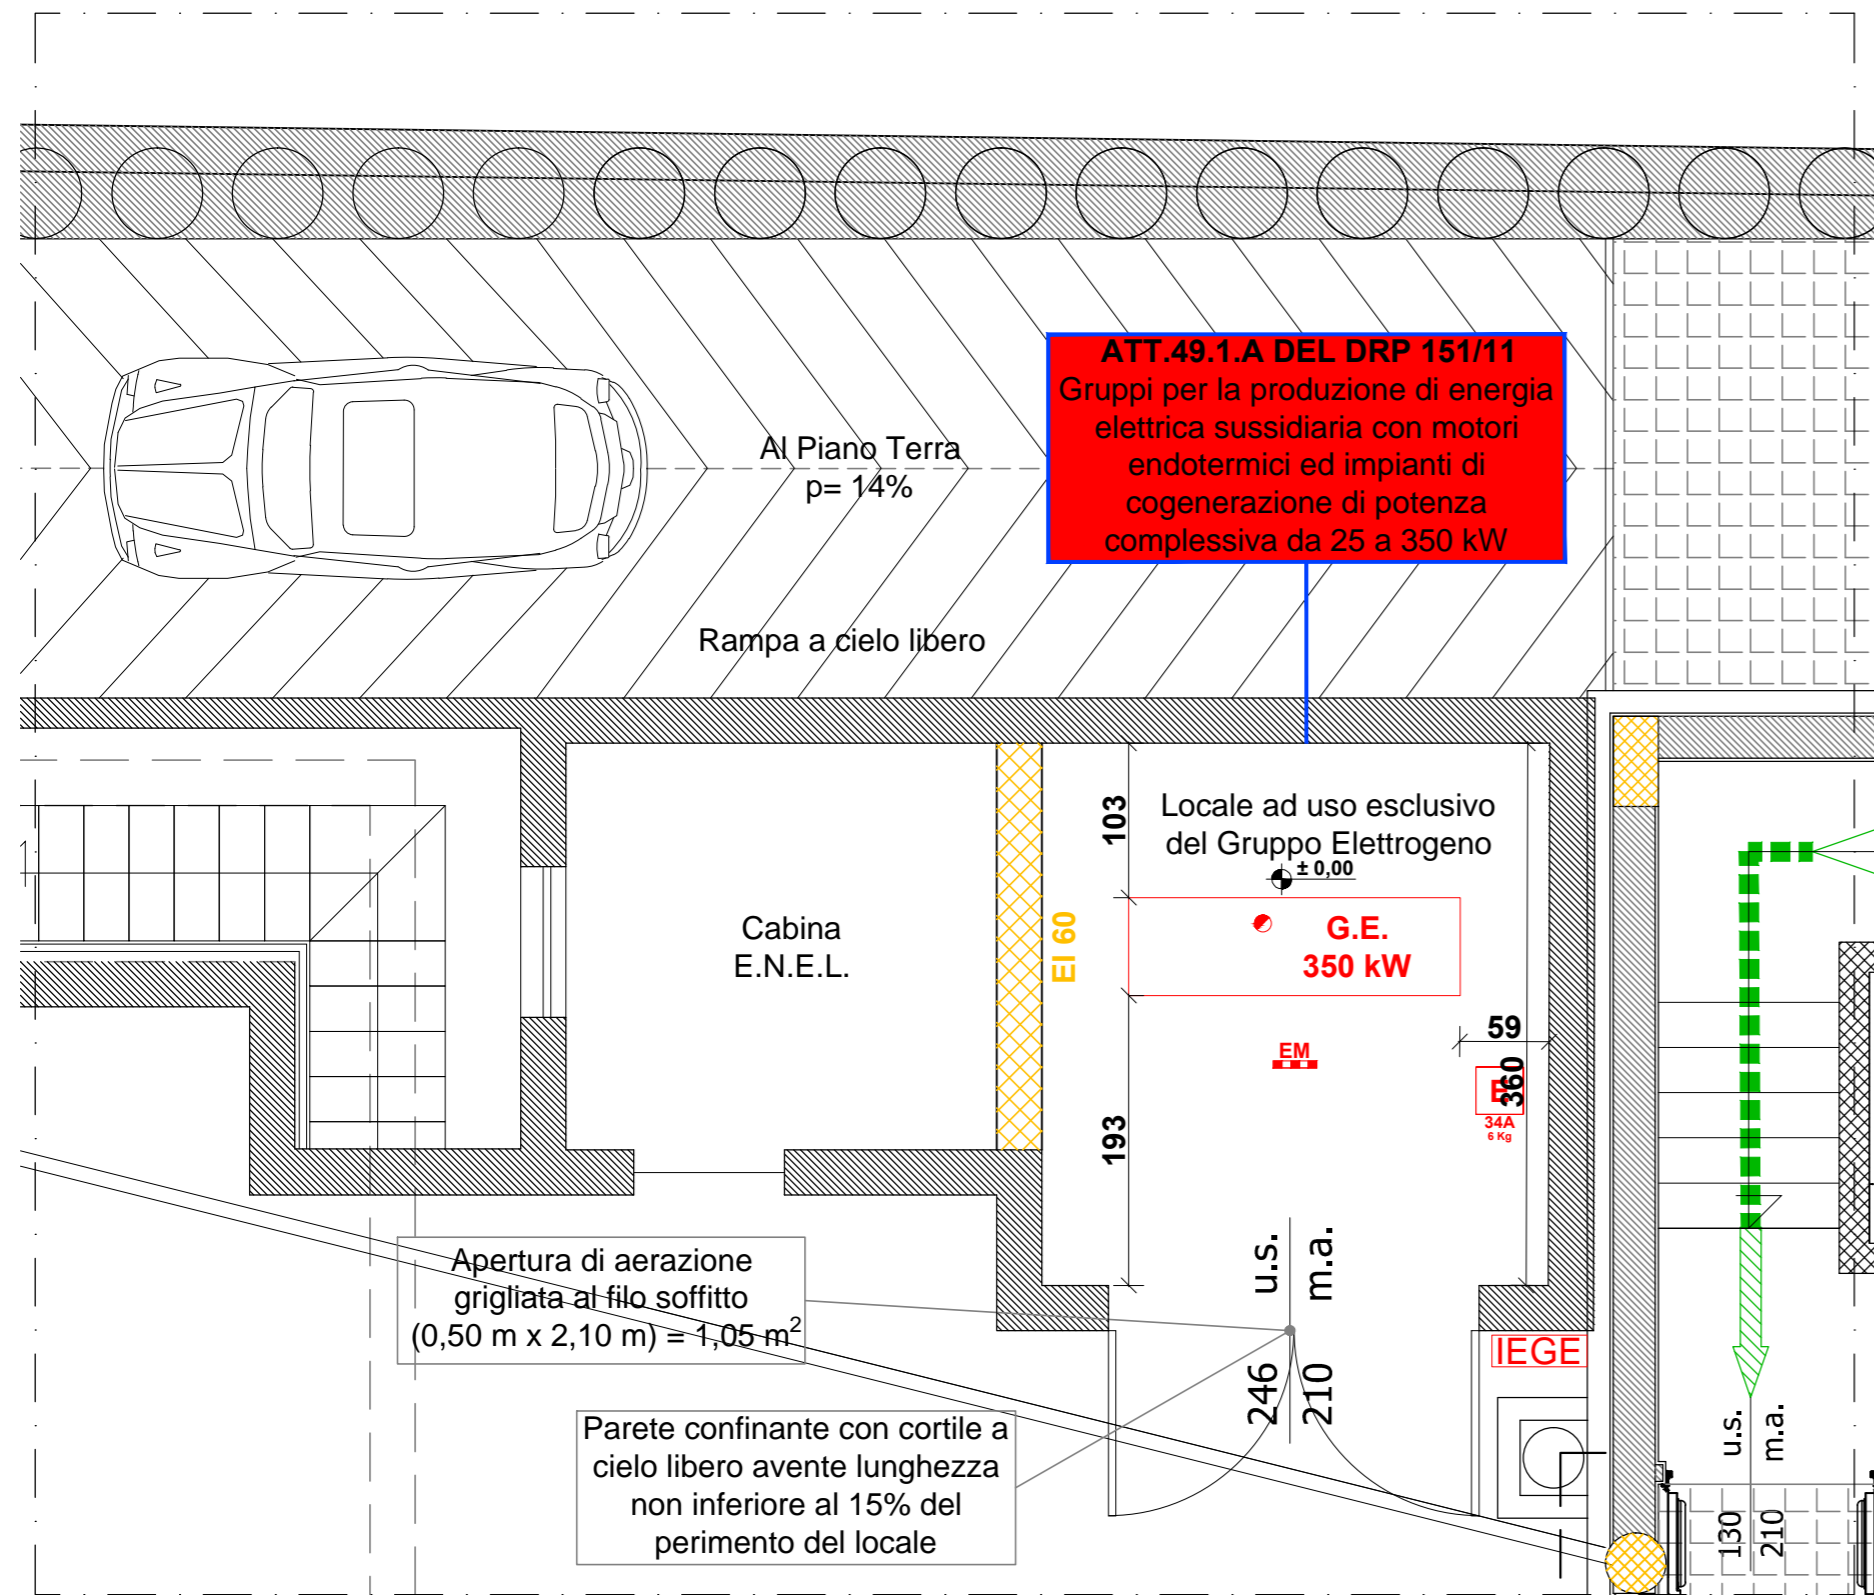 ATT.49.1.A DEL DRP 151/11
Gruppi per la produzione di energia
elettrica sussidiaria con motori
endotermici ed impianti di
cogenerazione di potenza
complessiva da 25 a 350 kW
Al Piano Terra
p= 14%
Rampa a cielo libero
103
Locale ad uso esclusivo
del Gruppo Elettrogeno
± 0,00
Cabina
E.N.E.L.
EI 60
G.E.
350 kW
59
EM
360
E
34A
6 Kg
193
u.s.
m.a.
246
210
Apertura di aerazione
grigliata al filo soffitto
(0,50 m x 2,10 m) = 1,05 m²
IEGE
Parete confinante con cortile a
cielo libero avente lunghezza
non inferiore al 15% del
perimento del locale
u.s.
m.a.
130
210